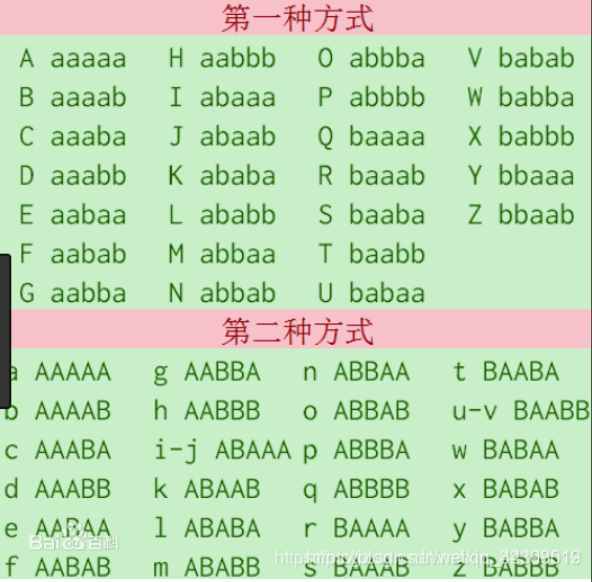 第一种方式
A aaaaa H aabbb O abbba V babab
B aaaab I abaaa P abbbb W babba
C aaaba J abaab Q baaaa X babbb
D aaabb K ababa R baaab Y bbaaa
E aabaa L ababb S baaba Z bbaab
F aabab M abbaa T baabb
G aabba N abbab U babaa
第二种方式
a AAAAA g AABBA n ABBAA t BAABA
b AAAAB h AABBB o ABBAB u-v BAABB
c AAABA i-j ABAAA p ABBBA w BABAA
d AAABB k ABAAB q ABBBB x BABAB
e AABAA l ABABA r BAAAA y BABBA
Bai 百科
f AABAB m ABABB s BAAAB z BABBB